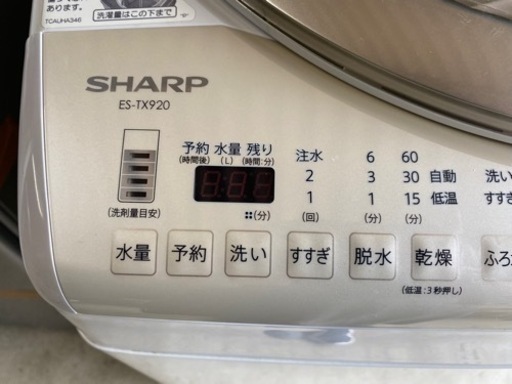 あります。
洗濯量はこの下まで
TCAUHA346
SHARP
ES-TX920
予約 水量 残り
(時間後) (L) (時間:分)
(分)
(洗剤量目安)
注水 6 60
2 3 30 自動
1 1 15 低温
(回) (分) (分)
洗い
すすぎ
水量 予約 洗い すすぎ 脱水 乾燥
(低温:3秒押し)